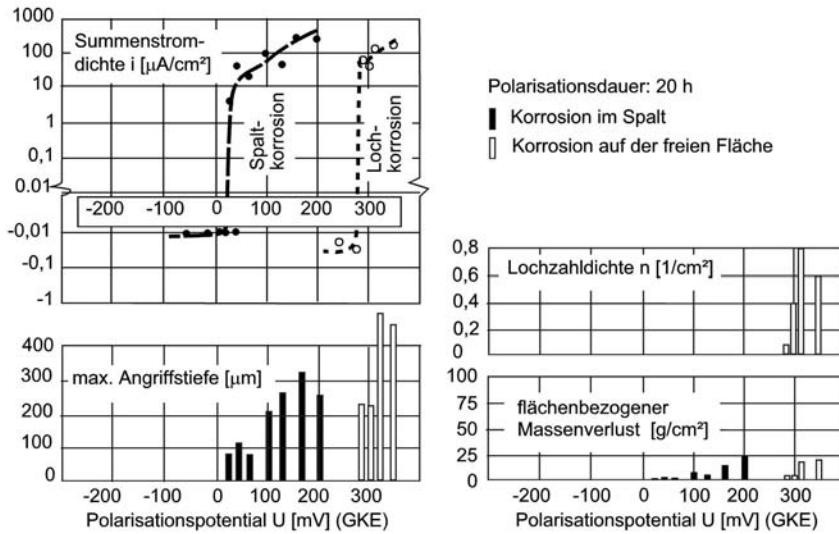 1000
100
10
1
0,1
0.01
Summenstrom-
dichte i [µA/cm²]
Spalt-
korrosion
Loch-
korrosion
-200 -100 0 100 200 300
-0,01
-0,1
-1
400
300
200
100
0
max. Angriffstiefe [µm]
-200 -100 0 100 200 300
Polarisationspotential U [mV] (GKE)
Polarisationsdauer: 20 h
Korrosion im Spalt
Korrosion auf der freien Fläche
0,8
0,6
0,4
0,2
0
Lochzahldichte n [1/cm²]
100
75
50
25
0
flächenbezogener
Massenverlust [g/cm²]
-200 -100 0 100 200 300
Polarisationspotential U [mV] (GKE)